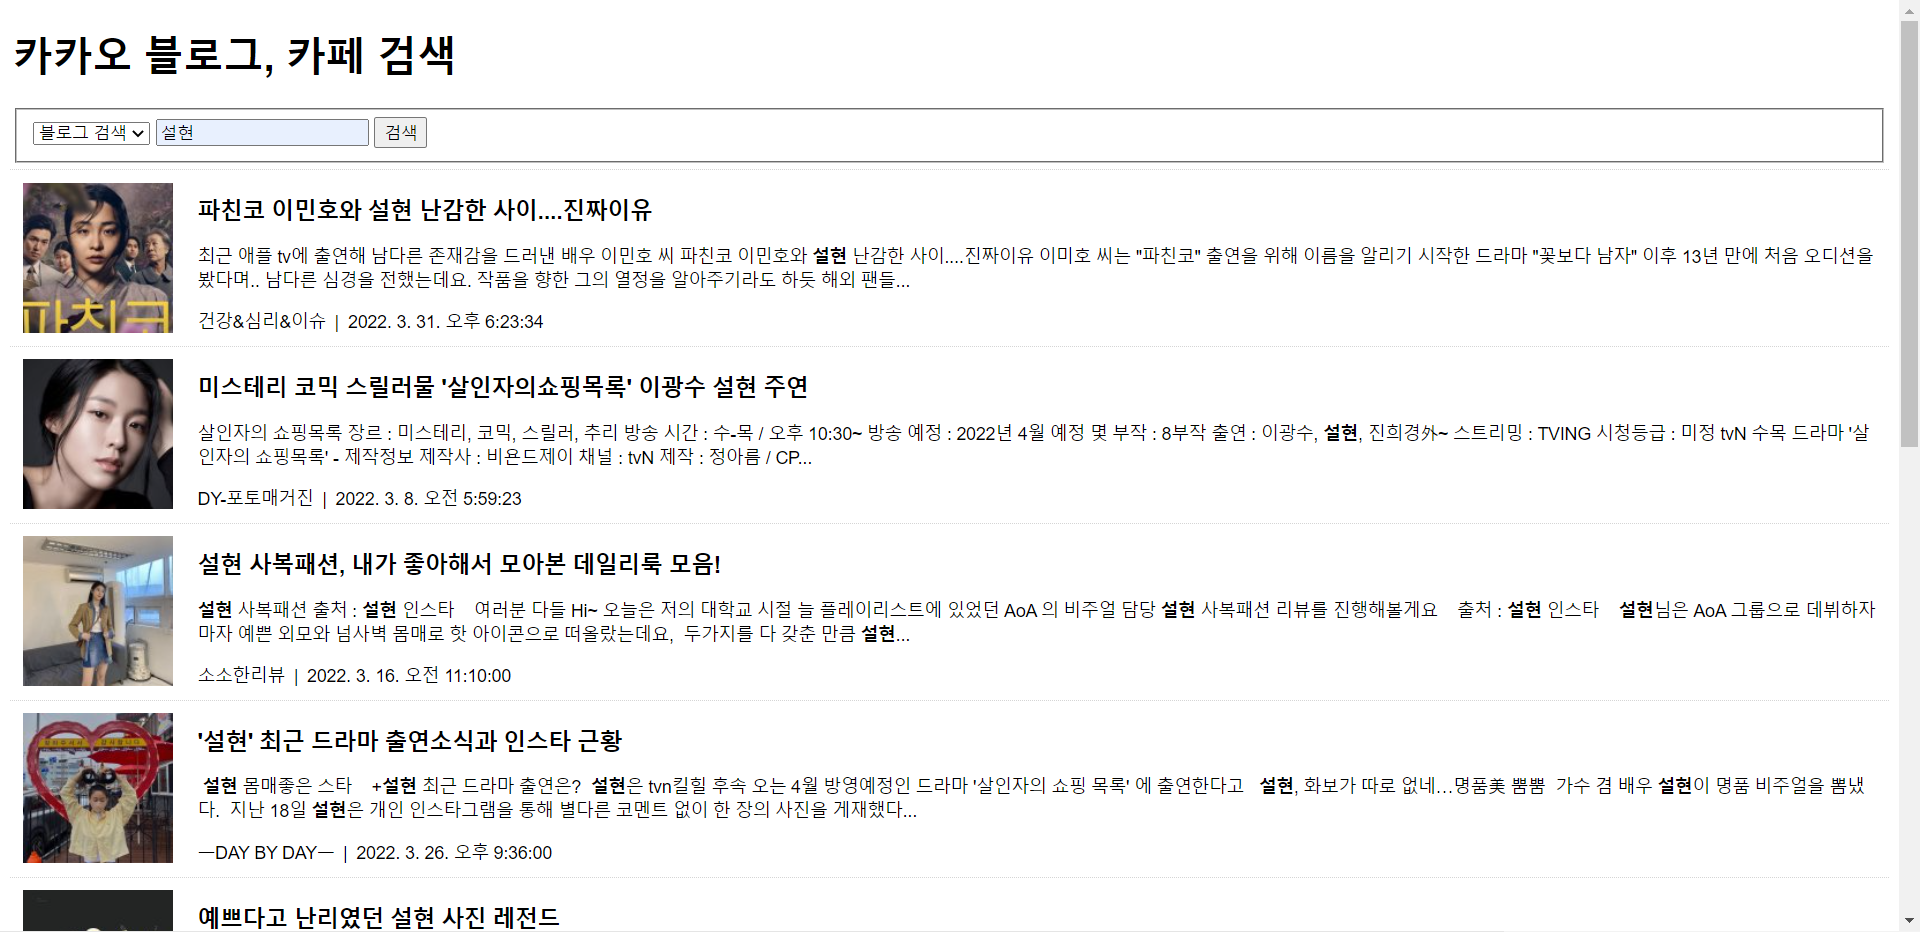 카카오 블로그, 카페 검색
블로그 검색 설현 검색
파친코 이민호와 설현 난감한 사이....진짜이유
최근 애플 tv에 출연해 남다른 존재감을 드러낸 배우 이민호 씨 파친코 이민호와 설현 난감한 사이....진짜이유 이미호 씨는 "파친코" 출연을 위해 이름을 알리기 시작한 드라마 "꽃보다 남자" 이후 13년 만에 처음 오디션을
봤다며.. 남다른 심경을 전했는데요. 작품을 향한 그의 열정을 알아주기라도 하듯 해외 팬들...
파친코
건강&심리&이슈 | 2022. 3. 31. 오후 6:23:34
미스테리 코믹 스릴러물 '살인자의쇼핑목록' 이광수 설현 주연
살인자의 쇼핑목록 장르 : 미스테리, 코믹, 스릴러, 추리 방송 시간 : 수-목 / 오후 10:30~ 방송 예정 : 2022년 4월 예정 몇 부작 : 8부작 출연 : 이광수, 설현, 진희경外~ 스트리밍 : TVING 시청등급 : 미정 tvN 수목 드라마 '살
인자의 쇼핑목록' - 제작정보 제작사 : 비욘드제이 채널 : tvN 제작 : 정아름 / CP...
DY-포토매거진 | 2022. 3. 8. 오전 5:59:23
설현 사복패션, 내가 좋아해서 모아본 데일리룩 모음!
설현 사복패션 출처 : 설현 인스타 여러분 다들 Hi~ 오늘은 저의 대학교 시절 늘 플레이리스트에 있었던 AoA 의 비주얼 담당 설현 사복패션 리뷰를 진행해볼게요 출처 : 설현 인스타 설현님은 AoA 그룹으로 데뷔하자
마자 예쁜 외모와 넘사벽 몸매로 핫 아이콘으로 떠올랐는데요, 두가지를 다 갖춘 만큼 설현...
소소한리뷰 | 2022. 3. 16. 오전 11:10:00
'설현' 최근 드라마 출연소식과 인스타 근황
설현 몸매좋은 스타 +설현 최근 드라마 출연은? 설현은 tvn킬힐 후속 오는 4월 방영예정인 드라마 '살인자의 쇼핑 목록' 에 출연한다고 설현, 화보가 따로 없네…명품美 뿜뿜 가수 겸 배우 설현이 명품 비주얼을 뽐냈
다. 지난 18일 설현은 개인 인스타그램을 통해 별다른 코멘트 없이 한 장의 사진을 게재했다...
ㅡDAY BY DAYㅡ | 2022. 3. 26. 오후 9:36:00
예쁘다고 난리였던 설현 사진 레전드